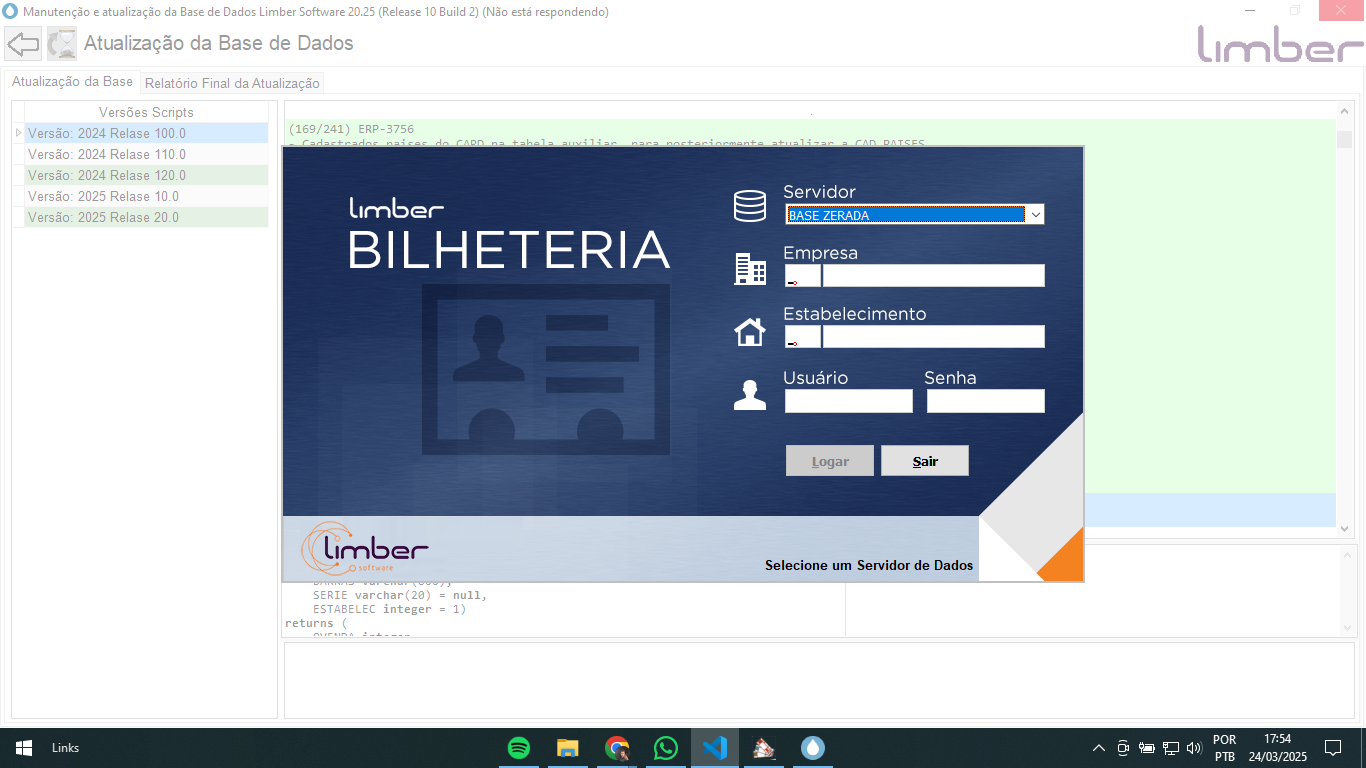 Manutenção e atualização da Base de Dados Limber Software 20.25 (Release 10 Build 2) (Não está respondendo)
Atualização da Base de Dados
limber
Atualização da Base
Relatório Final da Atualização
Versões Scripts
Versão: 2024 Relase 100.0
Versão: 2024 Relase 110.0
Versão: 2024 Relase 120.0
Versão: 2025 Relase 10.0
Versão: 2025 Relase 20.0
(169/241) ERP-3756
- Cadastrados paises do CARD na tabela auxiliar, para posteriormente atualizar a CAD_PAISES
limber
BILHETERIA
Servidor
BASE ZERADA
Empresa
Estabelecimento
Usuário
Senha
Logar
Sair
limber
software
Selecione um Servidor de Dados
SERIE varchar(20) = null,
ESTABELEC integer = 1)
returns (
OVENDA integer
Links
POR
PTB
17:54
24/03/2025